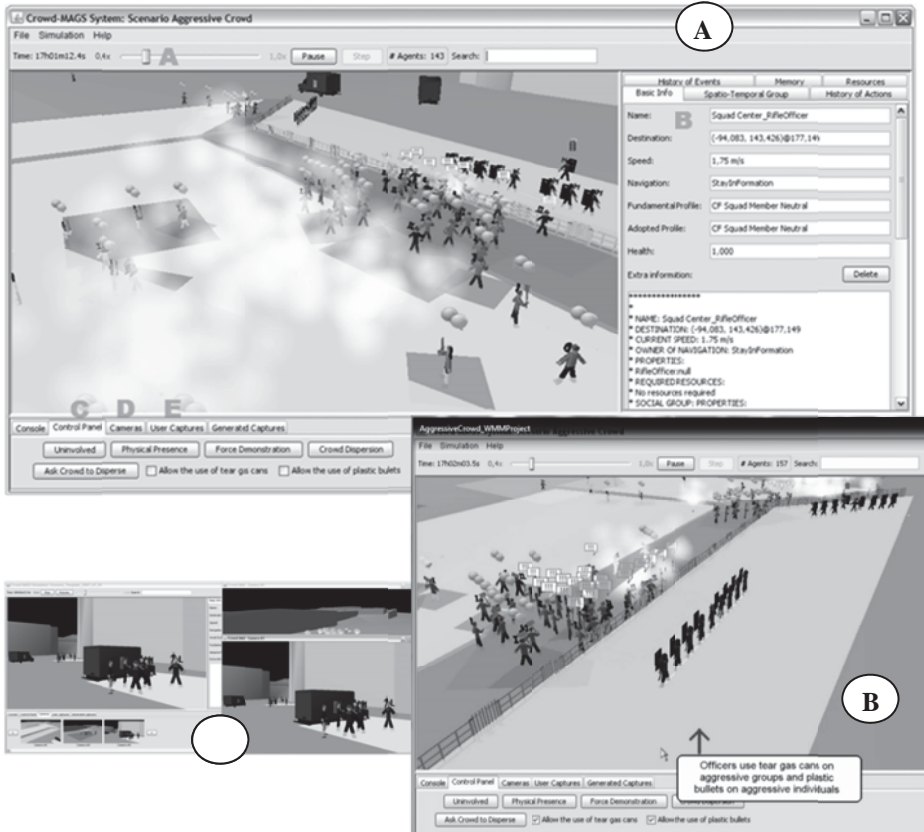 Crowd-MAGS System: Scenario Aggressive Crowd
A
File Simulation Help
Time: 17h01m12.4s 0,4x 1,0x Pause Step # Agents: 143 Search:
A
History of Events Memory Resources
Basic Info Spatio-Temporal Group History of Actions
B
Name: Squad Center_RifleOfficer
Destination: (-94,083, 143,426)@177,149
Speed: 1,75 m/s
Navigation: StayInFormation
FundamentalProfile: CF Squad Member Neutral
Adopted Profile: CF Squad Member Neutral
Health: 1,000
Extra information: Delete
*****************
*
* NAME: Squad Center_RifleOfficer
* DESTINATION: (-94,083, 143,426)@177,149
* CURRENT SPEED: 1.75 m/s
* OWNER OF NAVIGATION: StayInFormation
* PROPERTIES:
* RifleOfficer:null
* REQUIREDRESOURCES:
* No resources required
* SOCIAL GROUP: PROPERTIES:
C D E
Console Control Panel Cameras User Captures Generated Captures
Uninvolved Physical Presence Force Demonstration Crowd Dispersion
Ask Crowd to Disperse Allow the use of tear gas cans Allow the use of plastic bulets
AggressiveCrowd_WMMProject
File Simulation Help
Time: 17h02m03.5s 0,4x 1,0x Pause Step # Agents: 157 Search:
B
Officers use tear gas cans on
aggressive groups and plastic
bullets on aggressive individuals
Console Control Panel Cameras User Captures Generated Captures
Uninvolved Physical Presence Force Demonstration Crowd Dispersion
Ask Crowd to Disperse Allow the use of tear gas cans Allow the use of plastic bullets